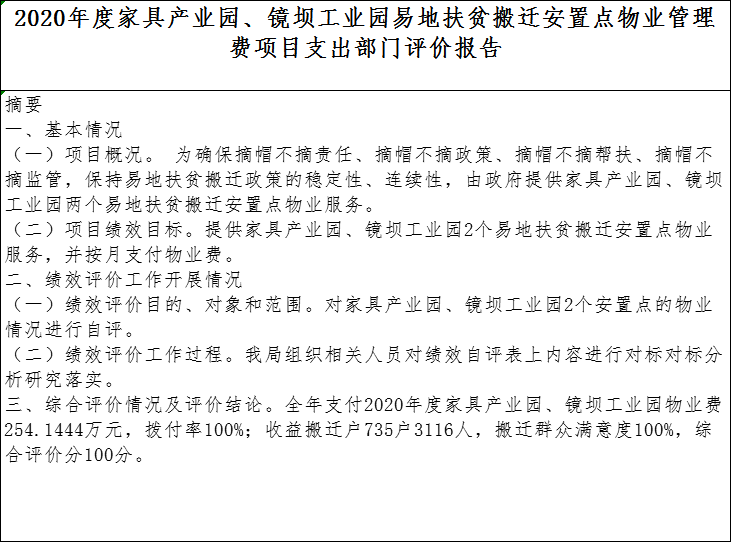 2020年度家具产业园、镜坝工业园易地扶贫搬迁安置点物业管理
费项目支出部门评价报告
摘要
一、基本情况
（一）项目概况。 为确保摘帽不摘责任、摘帽不摘政策、摘帽不摘帮扶、摘帽不
摘监管，保持易地扶贫搬迁政策的稳定性、连续性，由政府提供家具产业园、镜坝
工业园两个易地扶贫搬迁安置点物业服务。
（二）项目绩效目标。提供家具产业园、镜坝工业园2个易地扶贫搬迁安置点物业
服务，并按月支付物业费。
二、绩效评价工作开展情况
（一）绩效评价目的、对象和范围。对家具产业园、镜坝工业园2个安置点的物业
情况进行自评。
（二）绩效评价工作过程。我局组织相关人员对绩效自评表上内容进行对标对标分
析研究落实。
三、综合评价情况及评价结论。全年支付2020年度家具产业园、镜坝工业园物业费
254.1444万元，拨付率100%；收益搬迁户735户3116人，搬迁群众满意度100%，综
合评价分100分。